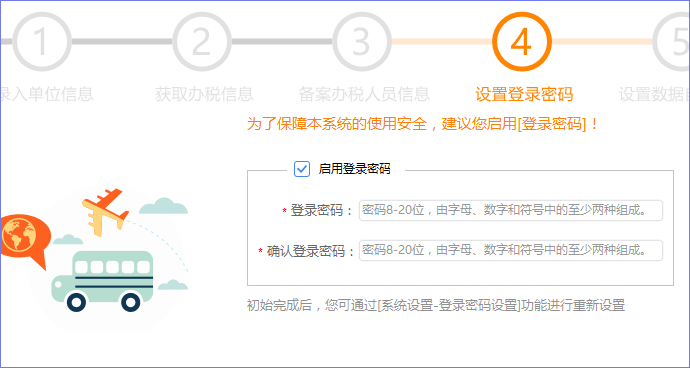 1
2
3
4
5
录入单位信息
获取办税信息
备案办税人员信息
设置登录密码
设置数据
为了保障本系统的使用安全，建议您启用[登录密码]！
启用登录密码
* 登录密码： 密码8-20位，由字母、数字和符号中的至少两种组成。
* 确认登录密码： 密码8-20位，由字母、数字和符号中的至少两种组成。
初始完成后，您可通过[系统设置-登录密码设置]功能进行重新设置